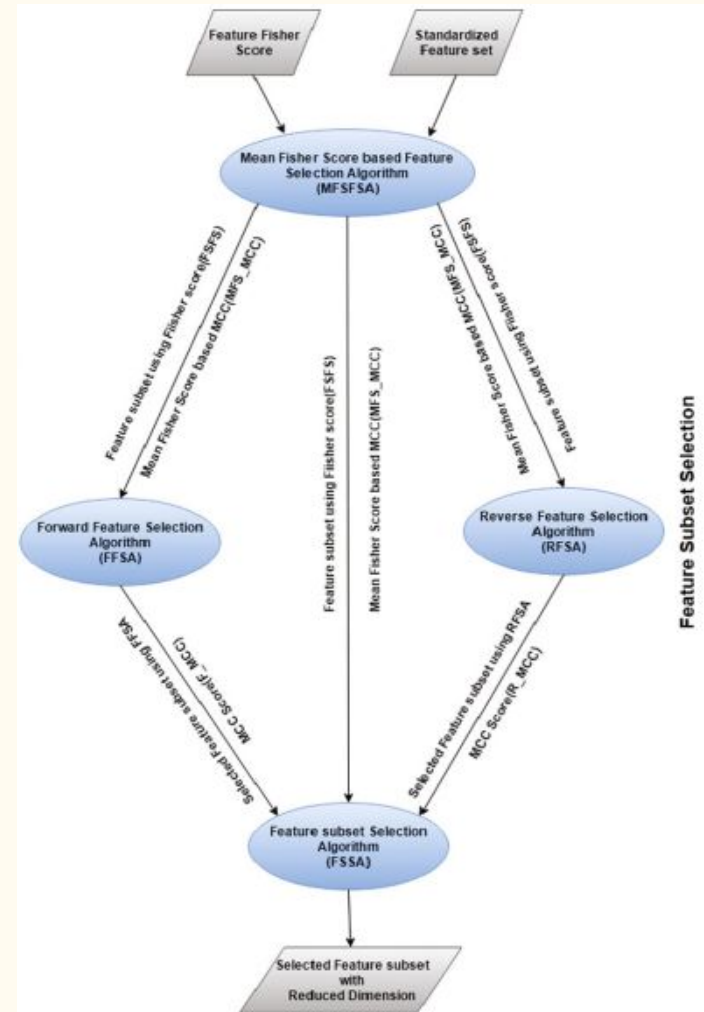 Feature Fisher
Score
Standardized
Feature set
Mean Fisher Score based Feature
Selection Algorithm
(MFSFSA)
Feature subset using Fiisher score(FSFS)
Mean Fisher Score based MCC(MFS_MCC)
Feature subset using Fiisher score(FSFS)
Mean Fisher Score based MCC(MFS_MCC)
Feature subset using Fiisher score(FSFS)
Mean Fisher Score based MCC(MFS_MCC)
Forward Feature Selection
Algorithm
(FFSA)
Reverse Feature Selection
Algorithm
(RFSA)
Feature Subset Selection
Selected Feature subset using FFSA
MCC Score(F_MCC)
Selected Feature subset using RFSA
MCC Score(R_MCC)
Feature subset Selection
Algorithm
(FSSA)
Selected Feature subset
with
Reduced Dimension